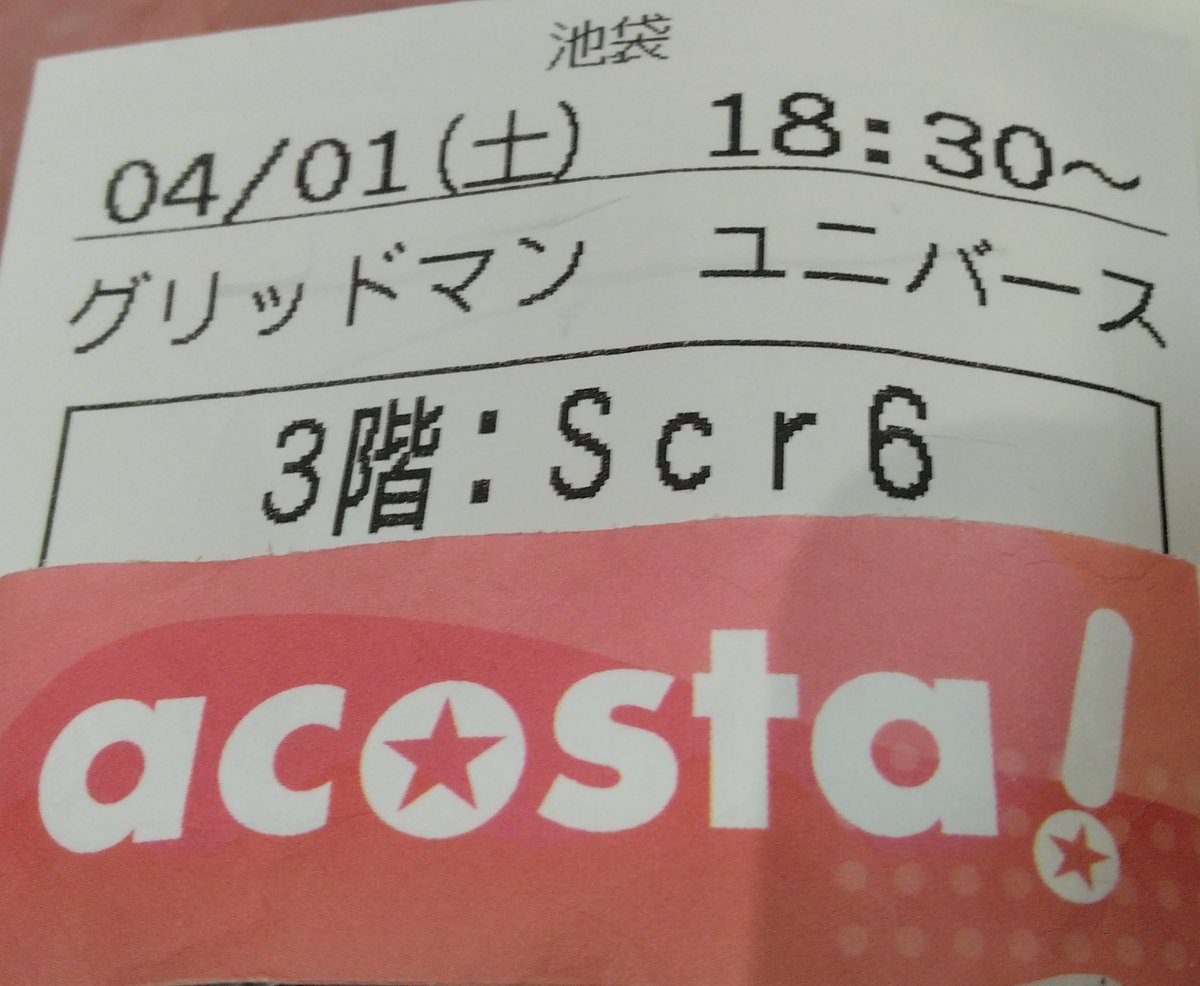 池袋
04/01(土) 18:30～
グリッドマン ユニバース
3階:Scr6
acosta!